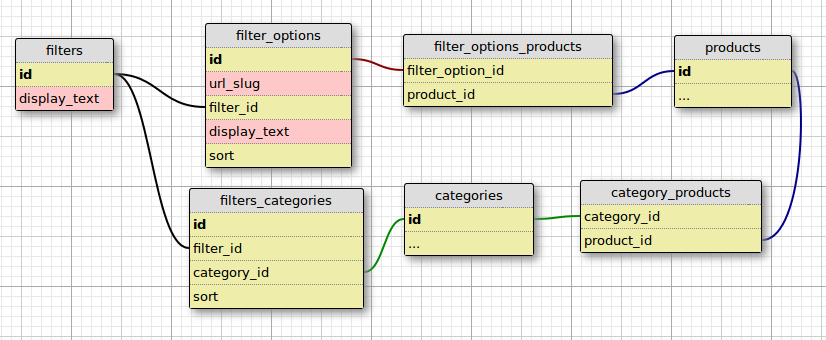 filters
id
display_text
filter_options
id
url_slug
filter_id
display_text
sort
filter_options_products
filter_option_id
product_id
products
id
...
filters_categories
id
filter_id
category_id
sort
categories
id
...
category_products
category_id
product_id